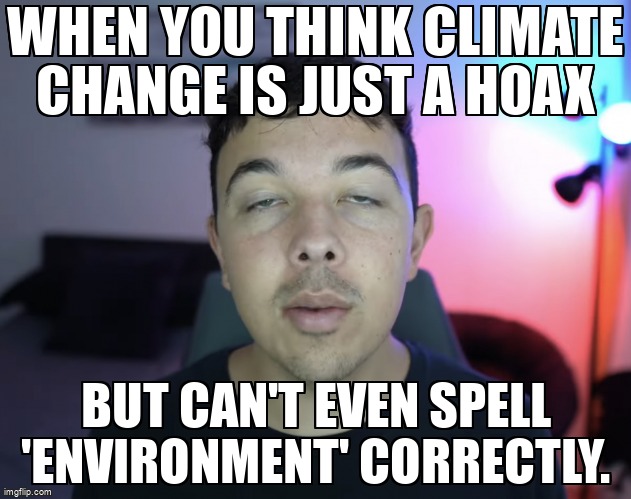 WHEN YOU THINK CLIMATE
CHANGE IS JUST A HOAX
BUT CAN'T EVEN SPELL
'ENVIRONMENT' CORRECTLY.
imgflip.com